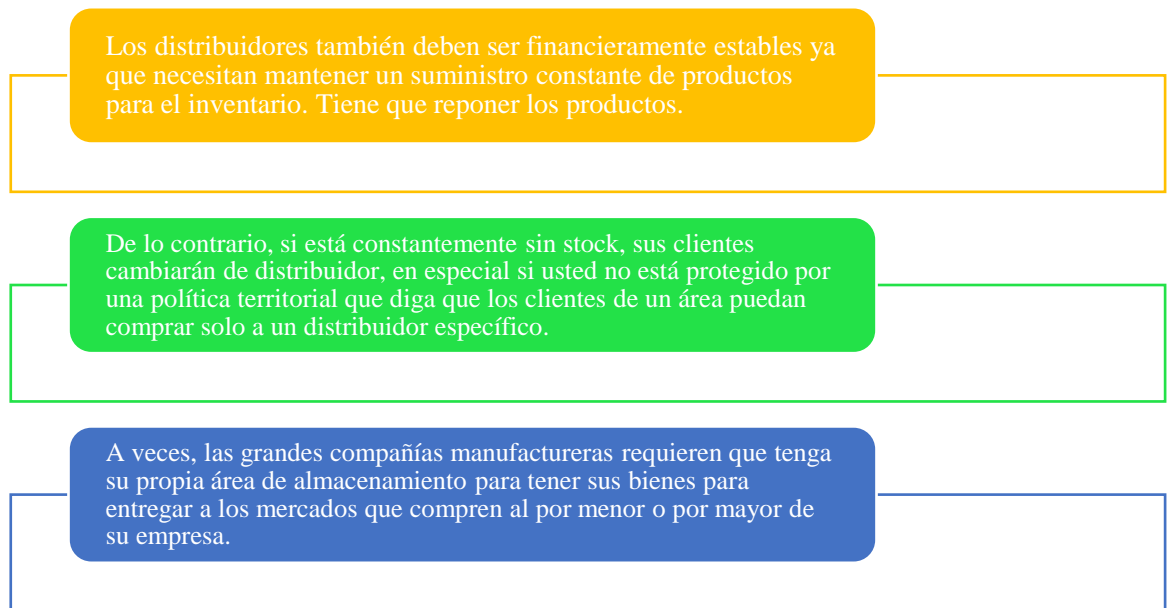 Los distribuidores también deben ser financieramente estables ya
que necesitan mantener un suministro constante de productos
para el inventario. Tiene que reponer los productos.
De lo contrario, si está constantemente sin stock, sus clientes
cambiarán de distribuidor, en especial si usted no está protegido por
una política territorial que diga que los clientes de un área puedan
comprar solo a un distribuidor específico.
A veces, las grandes compañías manufactureras requieren que tenga
su propia área de almacenamiento para tener sus bienes para
entregar a los mercados que compren al por menor o por mayor de
su empresa.